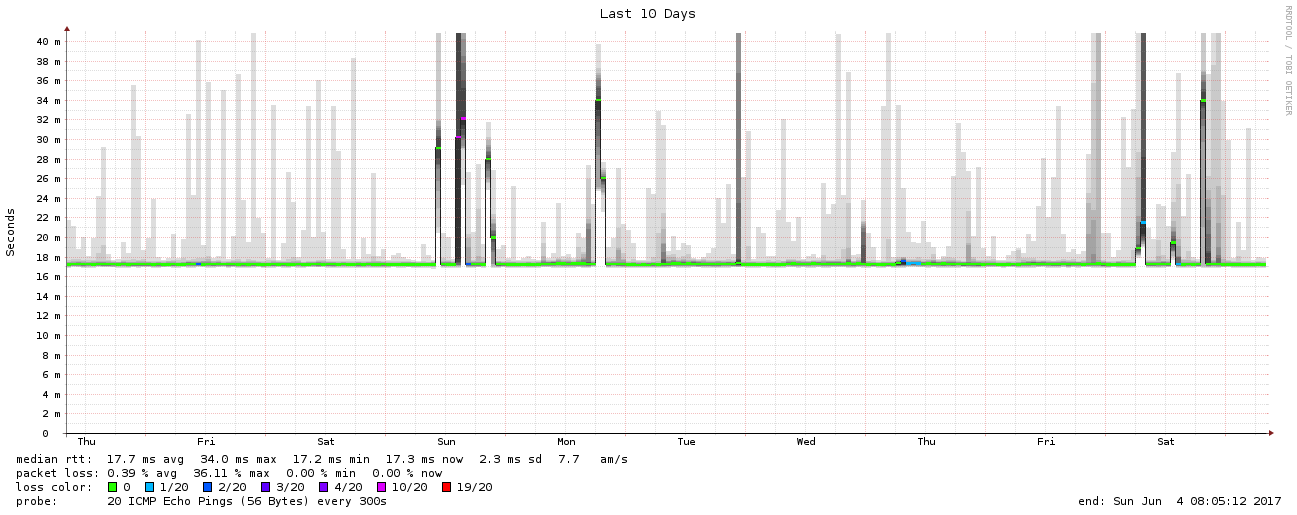 Last 10 Days
RRDTOOL / TOBI OETIKER
Seconds
40 m
38 m
36 m
34 m
32 m
30 m
28 m
26 m
24 m
22 m
20 m
18 m
16 m
14 m
12 m
10 m
8 m
6 m
4 m
2 m
0
Thu Fri Sat Sun Mon Tue Wed Thu Fri Sat
median rtt: 17.7 ms avg 34.0 ms max 17.2 ms min 17.3 ms now 2.3 ms sd 7.7 am/s
packet loss: 0.39 % avg 36.11 % max 0.00 % min 0.00 % now
loss color: 0 1/20 2/20 3/20 4/20 10/20 19/20
probe: 20 ICMP Echo Pings (56 Bytes) every 300s end: Sun Jun 4 08:05:12 2017